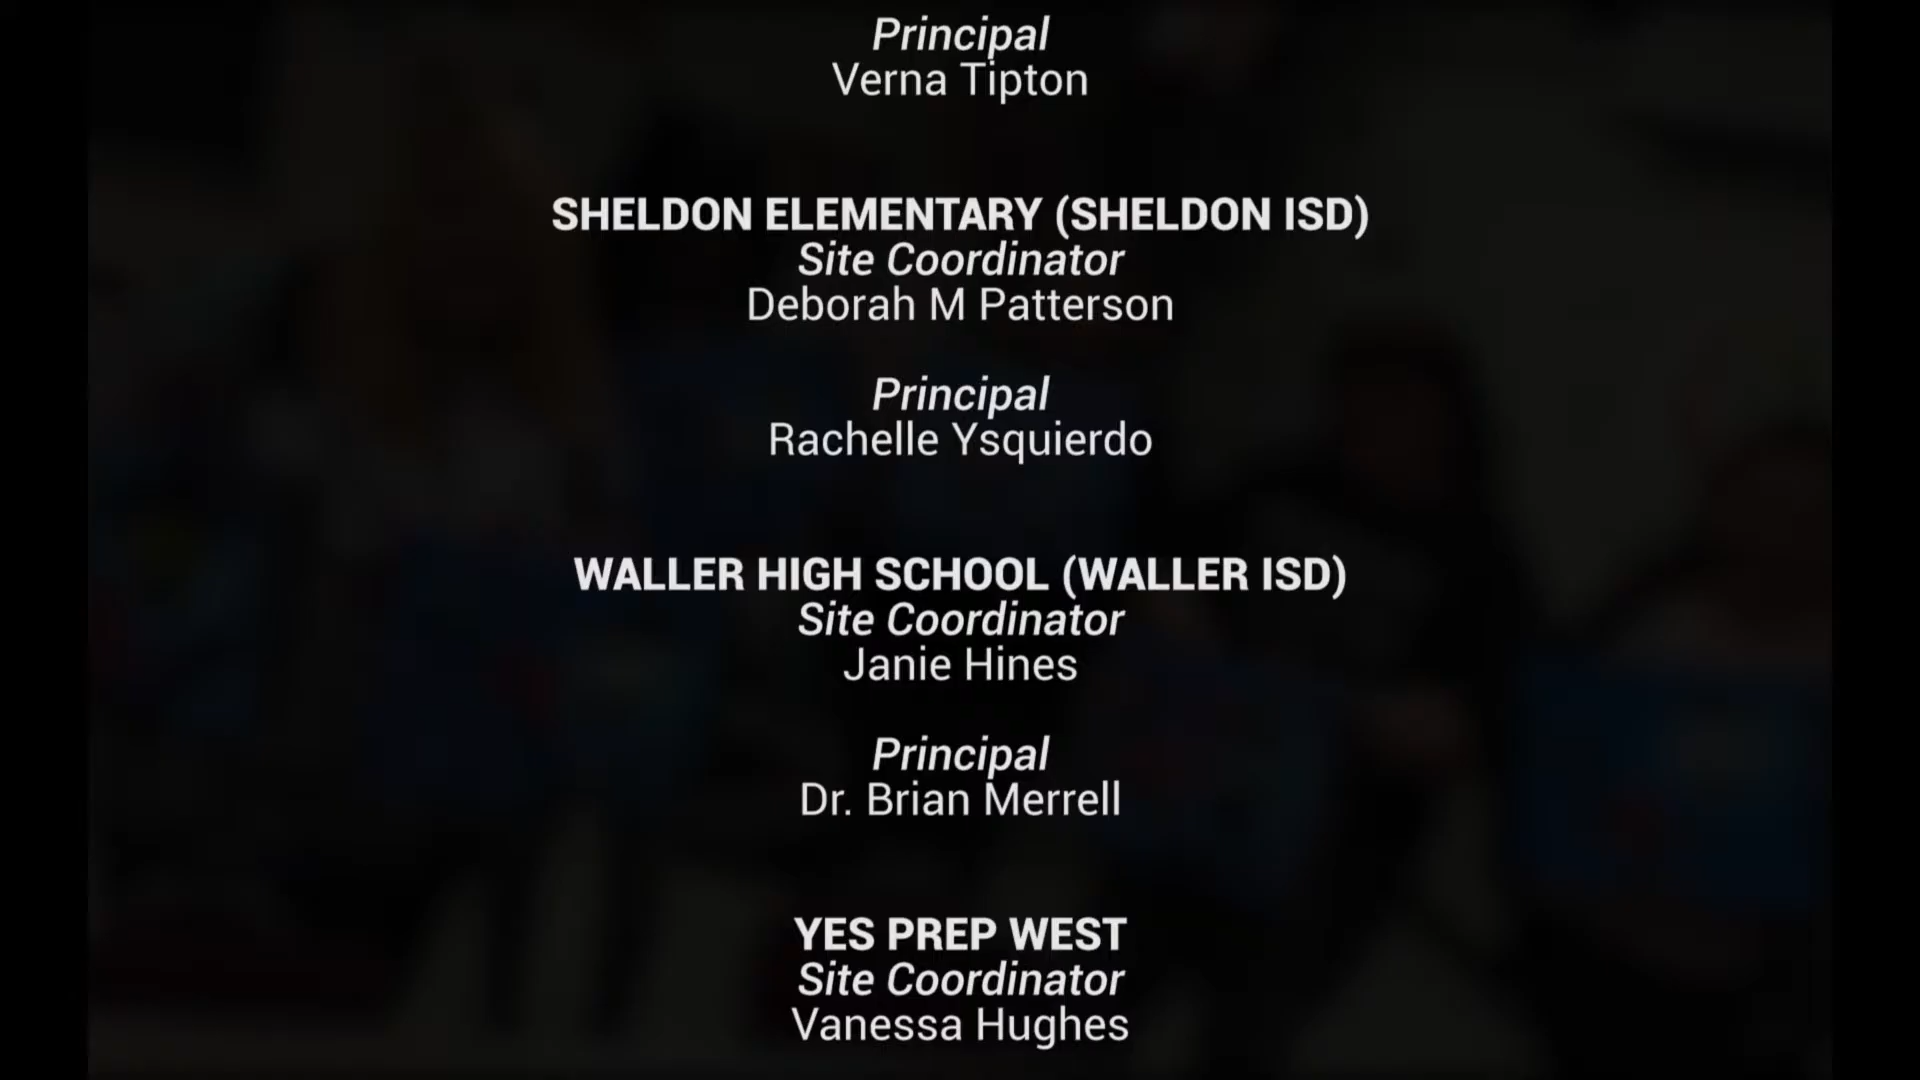 Principal
Verna Tipton
SHELDON ELEMENTARY (SHELDON ISD)
Site Coordinator
Deborah M Patterson
Principal
Rachelle Ysquierdo
WALLER HIGH SCHOOL (WALLER ISD)
Site Coordinator
Janie Hines
Principal
Dr. Brian Merrell
YES PREP WEST
Site Coordinator
Vanessa Hughes